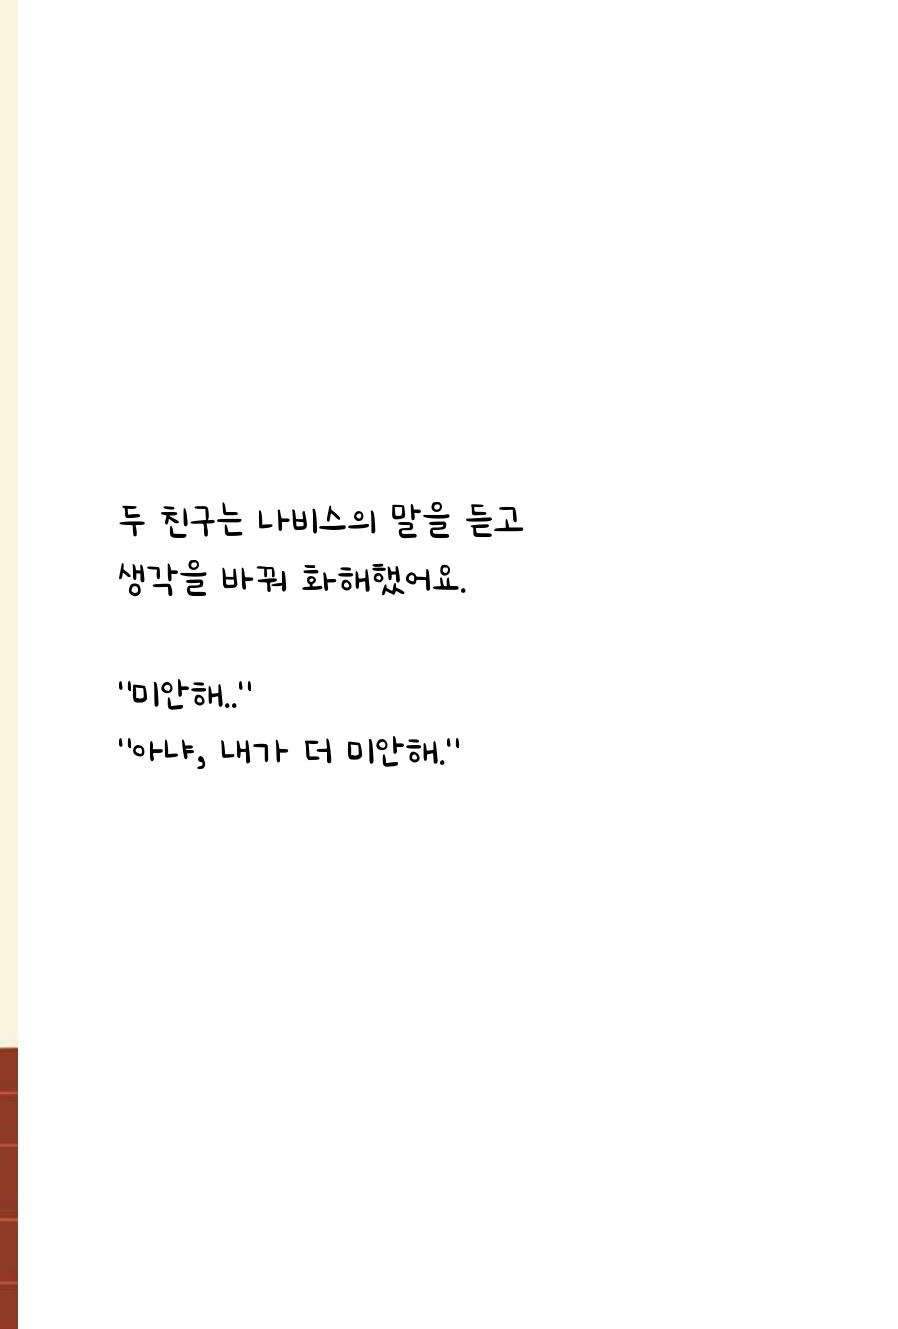 두 친구는 나비스의 말을 듣고
생각을 바꿔 화해했어요.
"미안해.."
"아냐, 내가 더 미안해."